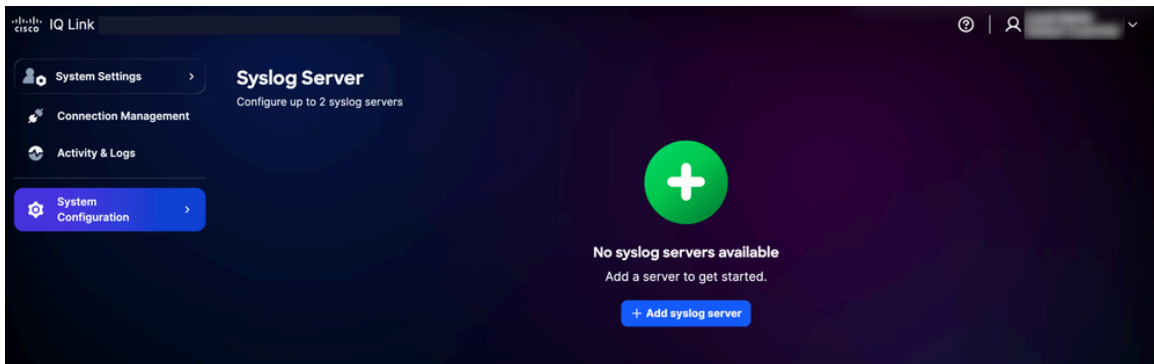 cisco IQ Link
System Settings
Connection Management
Activity & Logs
System
Configuration
Syslog Server
Configure up to 2 syslog servers
No syslog servers available
Add a server to get started.
+ Add syslog server